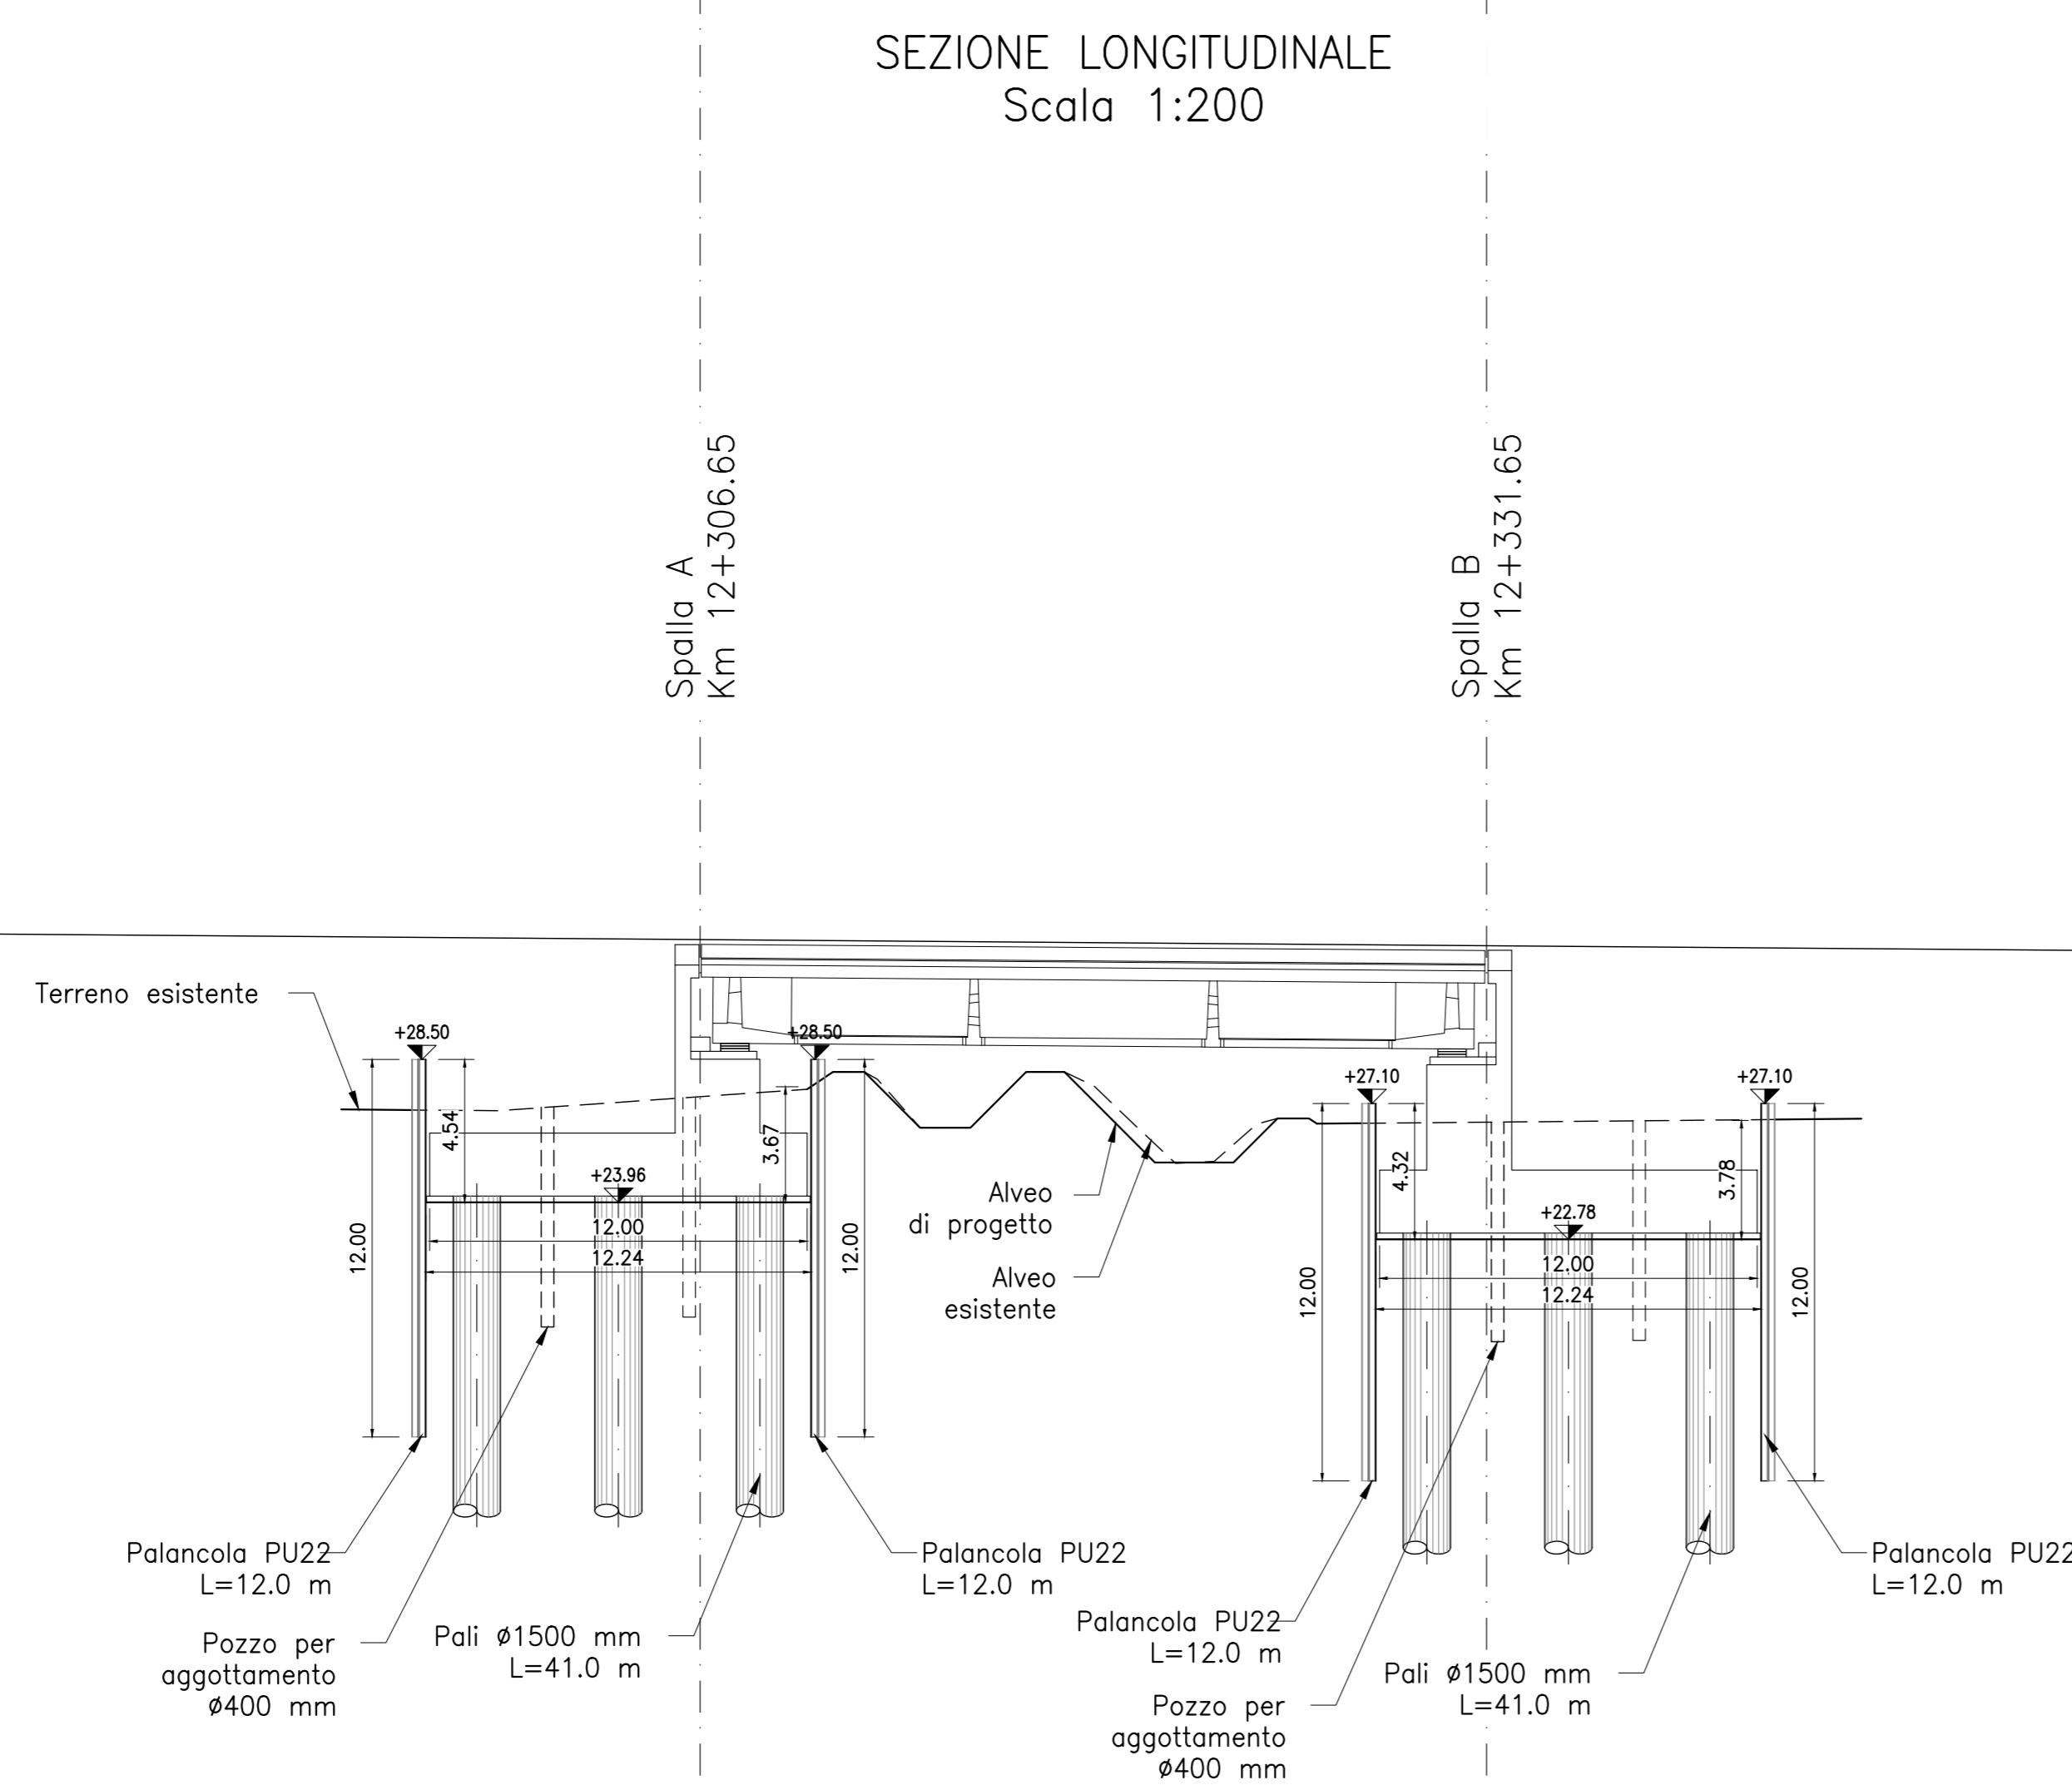 SEZIONE LONGITUDINALE
Scala 1:200
Spalla A
Km 12+306.65
Spalla B
Km 12+331.65
Terreno esistente
+28.50
+28.50
+27.10
+27.10
4.54
3.67
4.32
3.78
+23.96
+22.78
12.00
12.00
12.00
12.24
12.00
12.00
12.00
12.24
Alveo
di progetto
Alveo
esistente
Palancola PU22
L=12.0 m
Palancola PU22
L=12.0 m
Palancola PU22
L=12.0 m
Palancola PU22
L=12.0 m
Pozzo per
aggottamento
ø400 mm
Pali ø1500 mm
L=41.0 m
Pozzo per
aggottamento
ø400 mm
Pali ø1500 mm
L=41.0 m